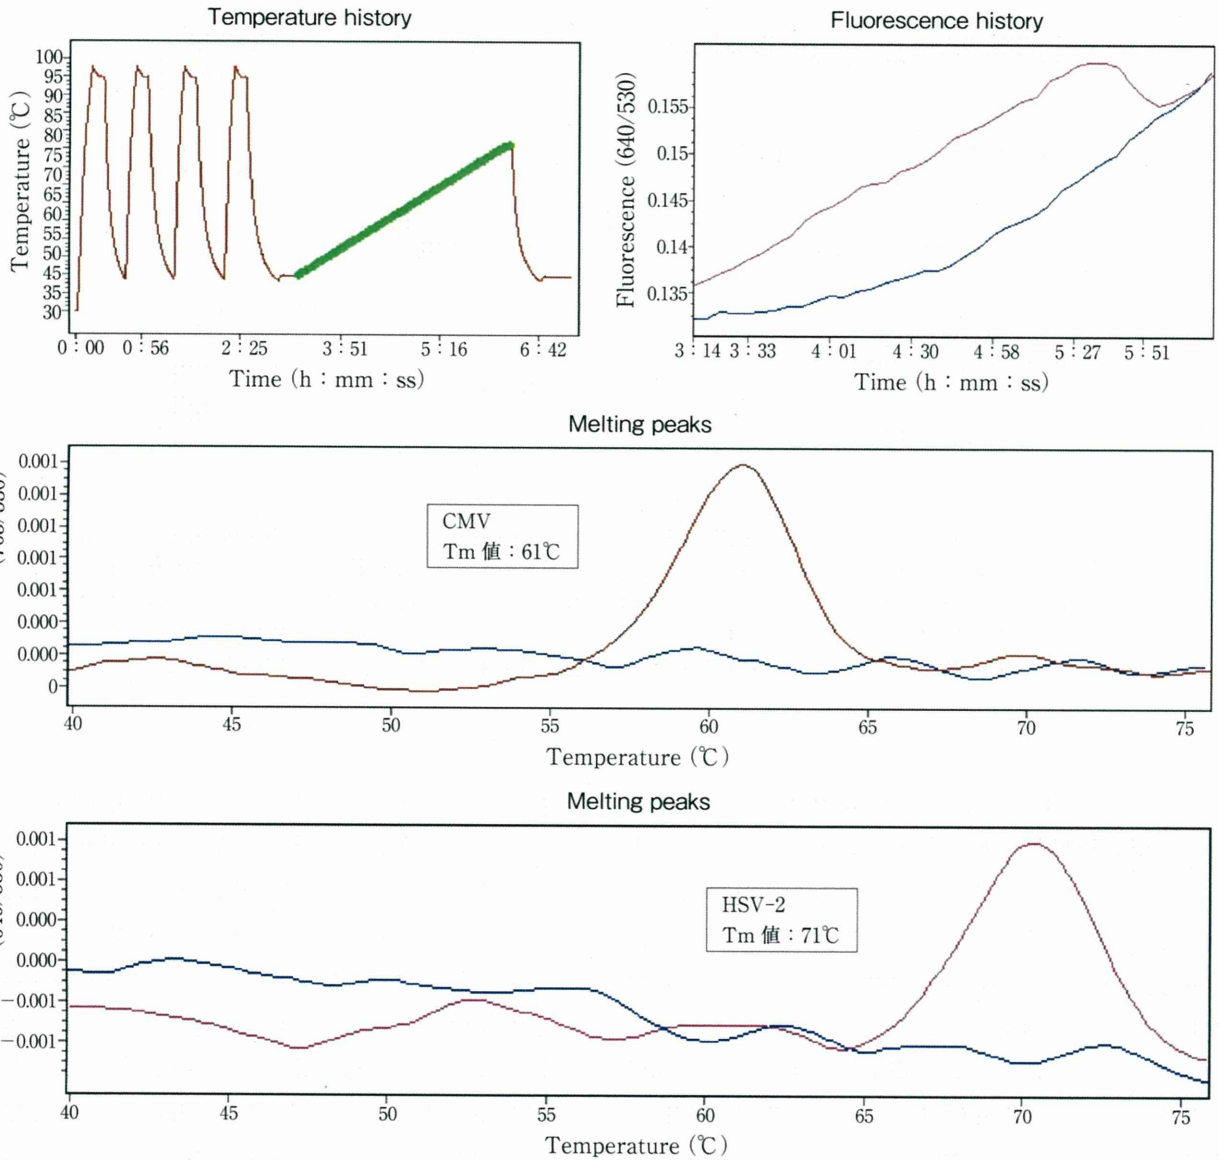 Temperature history
Temperature (℃)
100
95
90
85
80
75
70
65
60
55
50
45
35
30
0:00 0:56 2:25 3:51 5:16 6:42
Time (h:mm:ss)
Fluorescence history
Fluorescence (640/530)
0.155
0.15
0.145
0.14
0.135
3:14 3:33 4:01 4:30 4:58 5:27 5:51
Time (h:mm:ss)
Melting peaks
0.001
0.001
0.001
0.001
0.001
0.000
0.000
0
CMV
Tm 値:61℃
40 45 50 55 60 65 70 75
Temperature (℃)
Melting peaks
0.001
0.001
0.000
0.000
−0.001
−0.001
HSV-2
Tm 値:71℃
40 45 50 55 60 65 70 75
Temperature (℃)